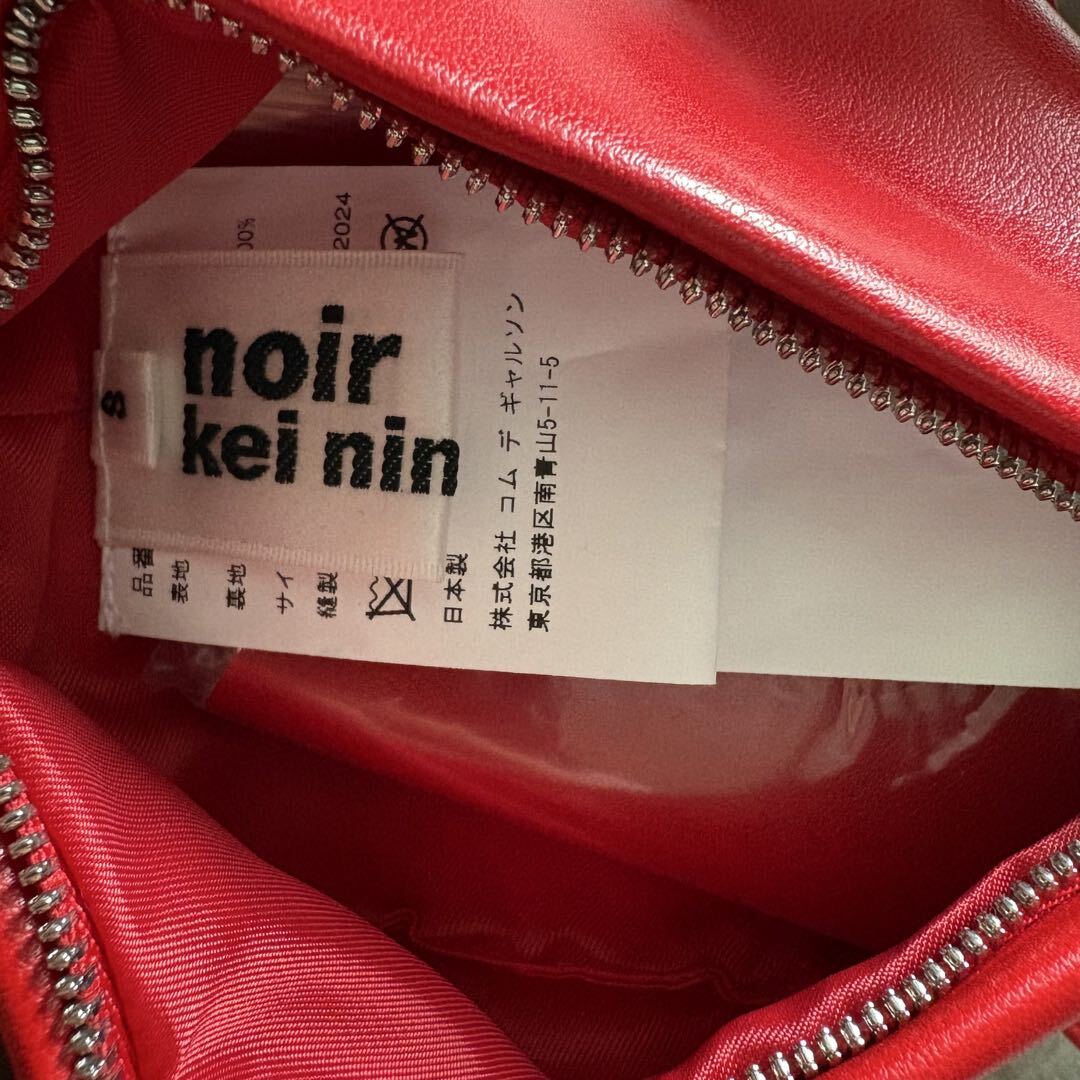 noir
kei nin
S
品番
表地
00%
裏地
サイ
縫製
2024
日本製
株式会社 コム デ ギャルソン
東京都港区南青山5-11-5